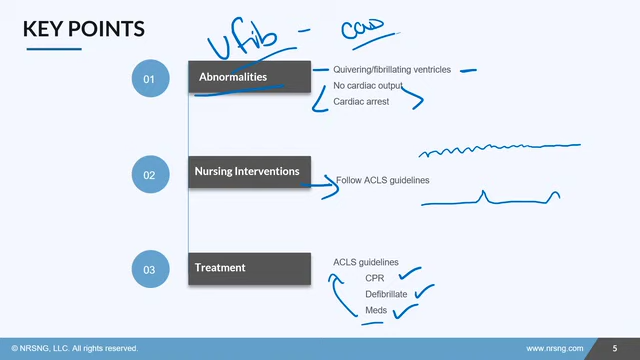 KEY POINTS
Vfib -
01
Abnormalities
Quivering/fibrillating ventricles
No cardiac output
Cardiac arrest
02
Nursing Interventions
Follow ACLS guidelines
03
Treatment
ACLS guidelines
CPR
Defibrillate
Meds
© NRSNG, LLC. All rights reserved.
www.nrsng.com
5